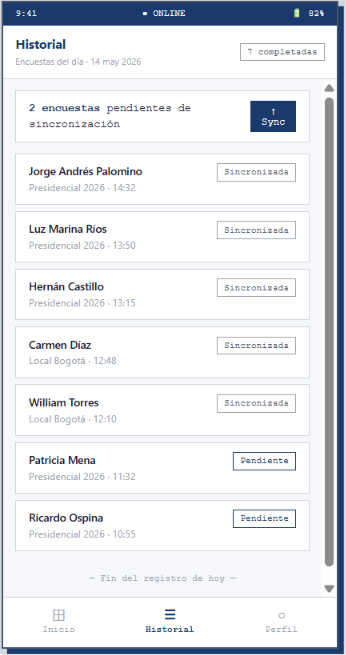 9:41 ● ONLINE 82%
Historial
Encuestas del día · 14 may 2026
7 completadas
2 encuestas pendientes de
sincronización
↑
Sync
Jorge Andrés Palomino
Sincronizada
Presidencial 2026 · 14:32
Luz Marina Ríos
Sincronizada
Presidencial 2026 · 13:50
Hernán Castillo
Sincronizada
Presidencial 2026 · 13:15
Carmen Díaz
Sincronizada
Local Bogotá · 12:48
William Torres
Sincronizada
Local Bogotá · 12:10
Patricia Mena
Pendiente
Presidencial 2026 · 11:32
Ricardo Ospina
Pendiente
Presidencial 2026 · 10:55
— Fin del registro de hoy —
Inicio Historial Perfil